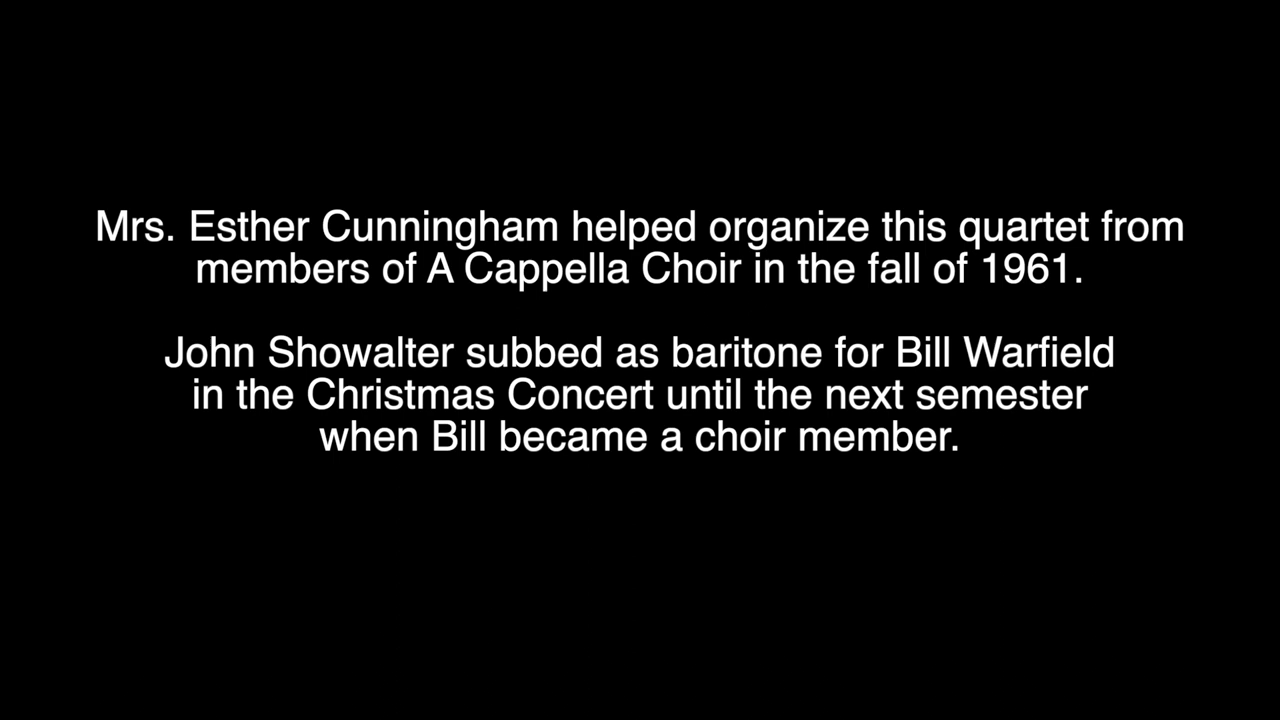 Mrs. Esther Cunningham helped organize this quartet from
members of A Cappella Choir in the fall of 1961.
John Showalter subbed as baritone for Bill Warfield
in the Christmas Concert until the next semester
when Bill became a choir member.